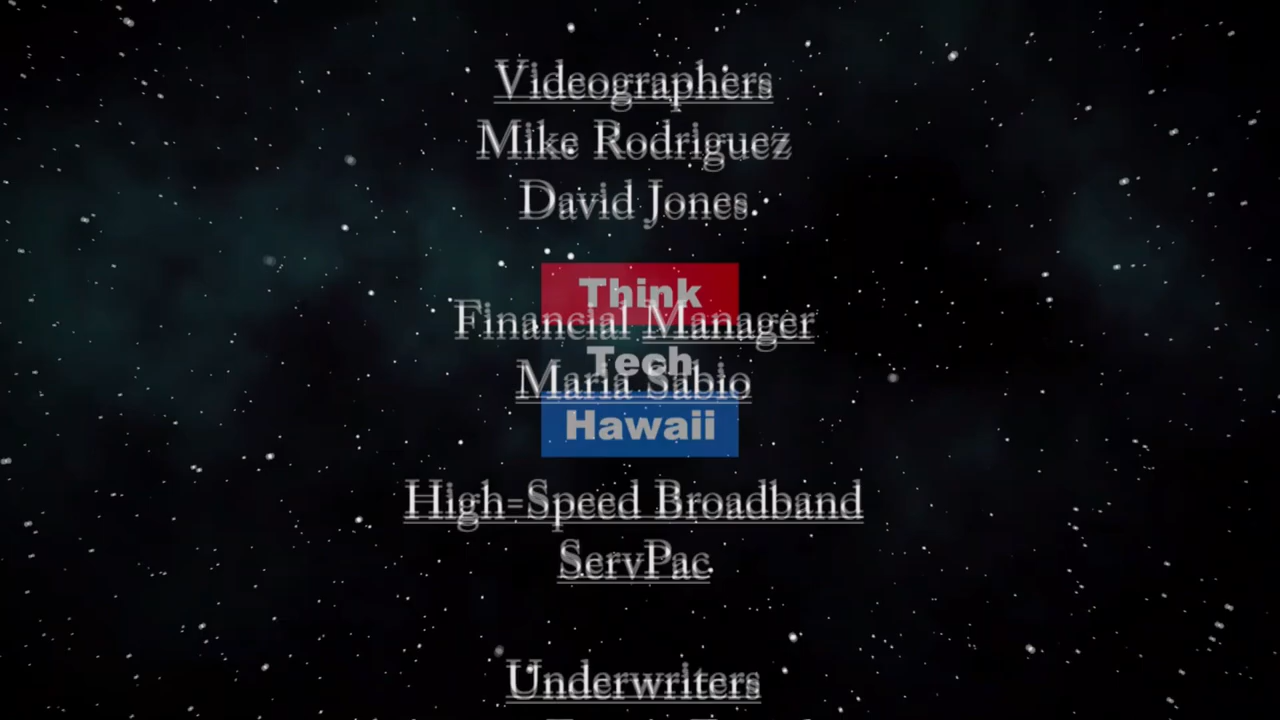 Videographers
Mike Rodriguez
David Jones
Think
Financial Manager
Tech
Maria Sabio
Hawaii
High-Speed Broadband
ServPac
Underwriters